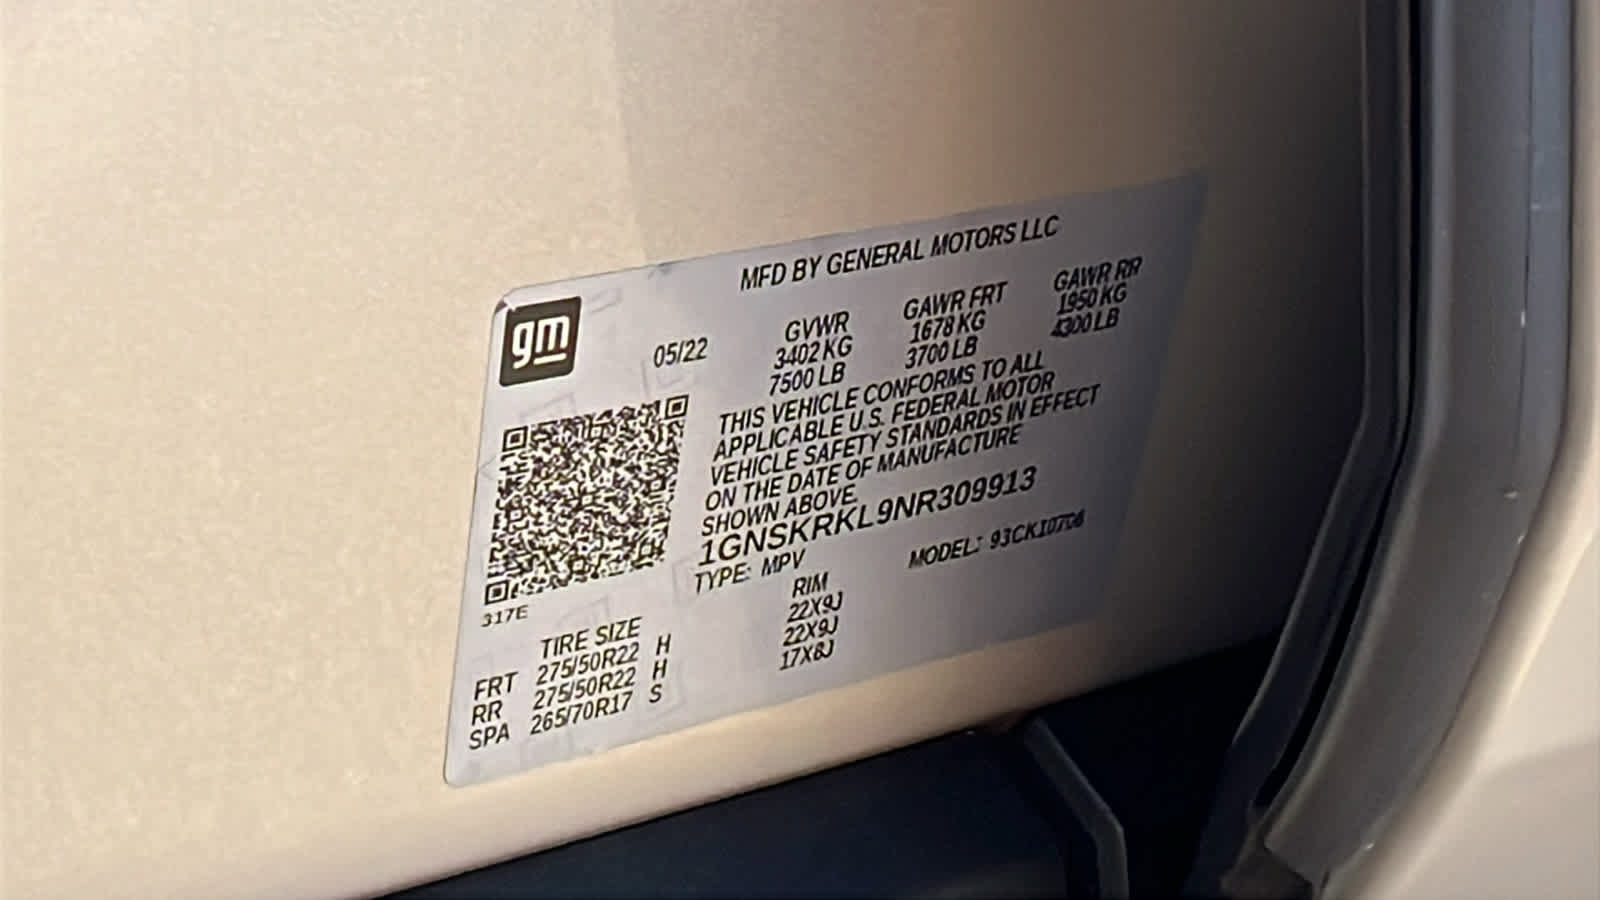 MFD BY GENERAL MOTORS LLC
gm
05/22
GVWR
3402 KG
7500 LB
GAWR FRT
1678 KG
3700 LB
GAWR RR
1950 KG
4300 LB
THIS VEHICLE CONFORMS TO ALL
APPLICABLE U.S. FEDERAL MOTOR
VEHICLE SAFETY STANDARDS IN EFFECT
ON THE DATE OF MANUFACTURE
SHOWN ABOVE.
1GNSKRKL9NR309913
TYPE: MPV
MODEL: 93CK10706
317E
TIRE SIZE RIM
FRT 275/50R22 H 22X9J
RR 275/50R22 H 22X9J
SPA 265/70R17 S 17X8J